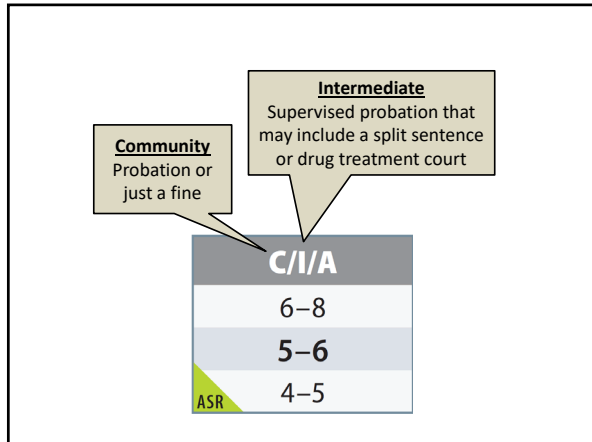 Intermediate
Supervised probation that
may include a split sentence
or drug treatment court
Community
Probation or
just a fine
C/I/A
6–8
5–6
4–5
ASR